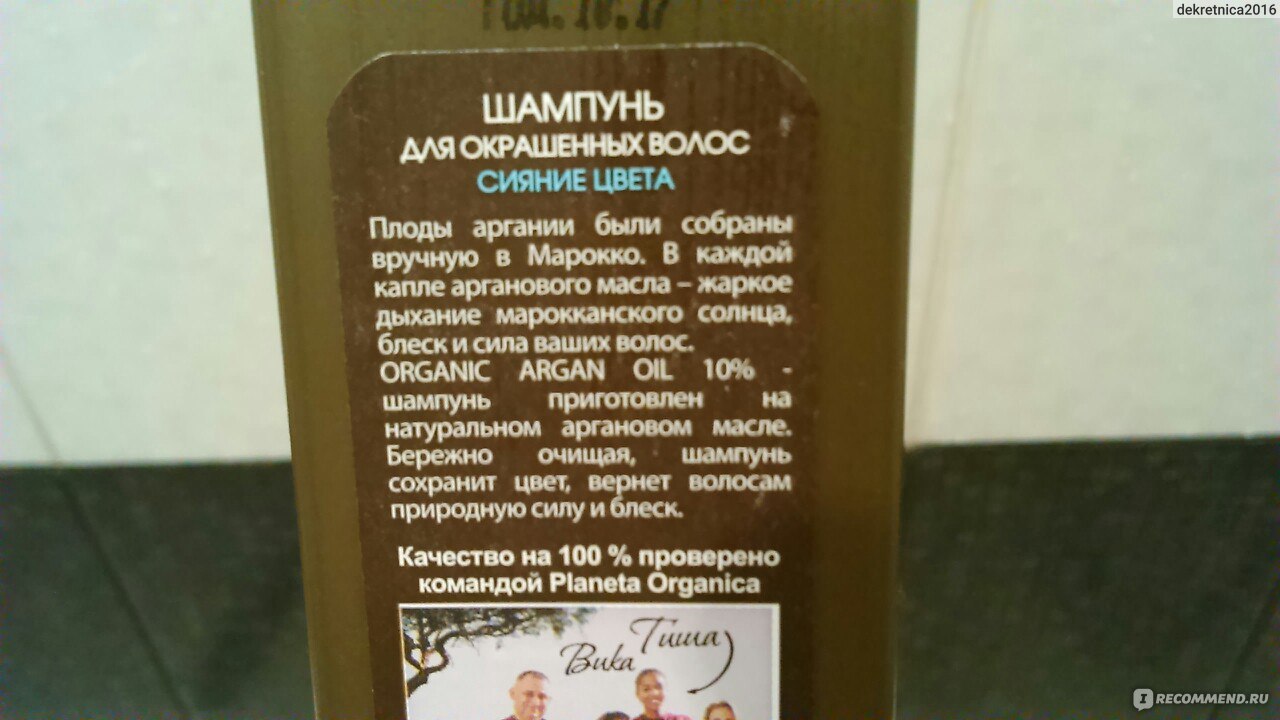 dekretnica2016
ШАМПУНЬ
ДЛЯ ОКРАШЕННЫХ ВОЛОС
СИЯНИЕ ЦВЕТА
Плоды аргании были собраны
вручную в Марокко. В каждой
капле арганового масла – жаркое
дыхание марокканского солнца,
блеск и сила ваших волос.
ORGANIC ARGAN OIL 10% -
шампунь приготовлен на
натуральном аргановом масле.
Бережно очищая, шампунь
сохранит цвет, вернет волосам
природную силу и блеск.
Качество на 100 % проверено
командой Planeta Organica
Тиша
Вика
IRECOMMEND.RU